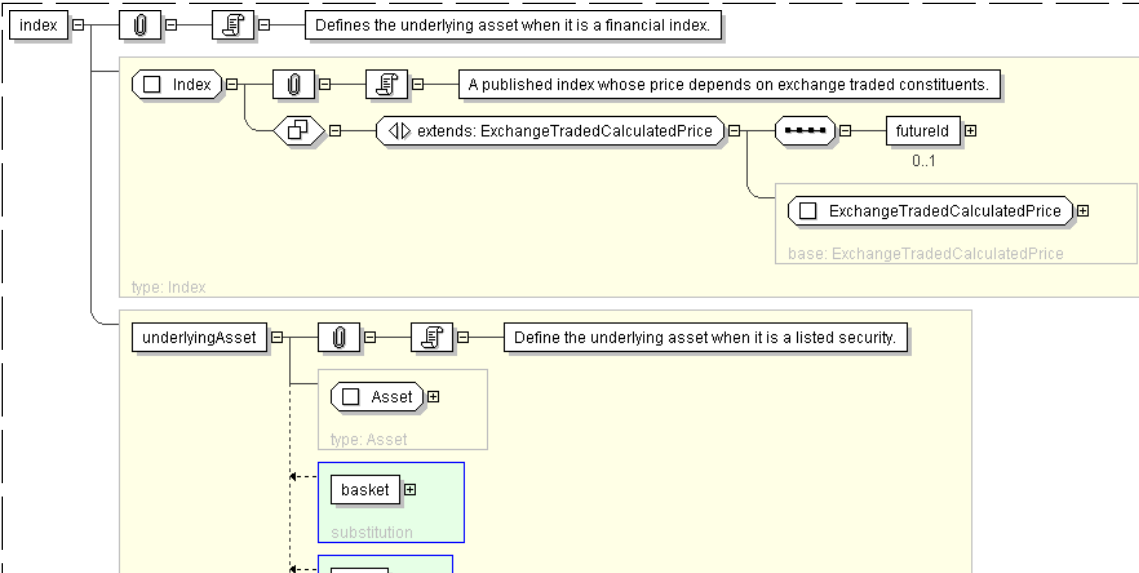 index
Defines the underlying asset when it is a financial index.
Index
A published index whose price depends on exchange traded constituents.
extends: ExchangeTradedCalculatedPrice
futureId
0..1
ExchangeTradedCalculatedPrice
base: ExchangeTradedCalculatedPrice
type: Index
underlyingAsset
Define the underlying asset when it is a listed security.
Asset
type: Asset
basket
substitution